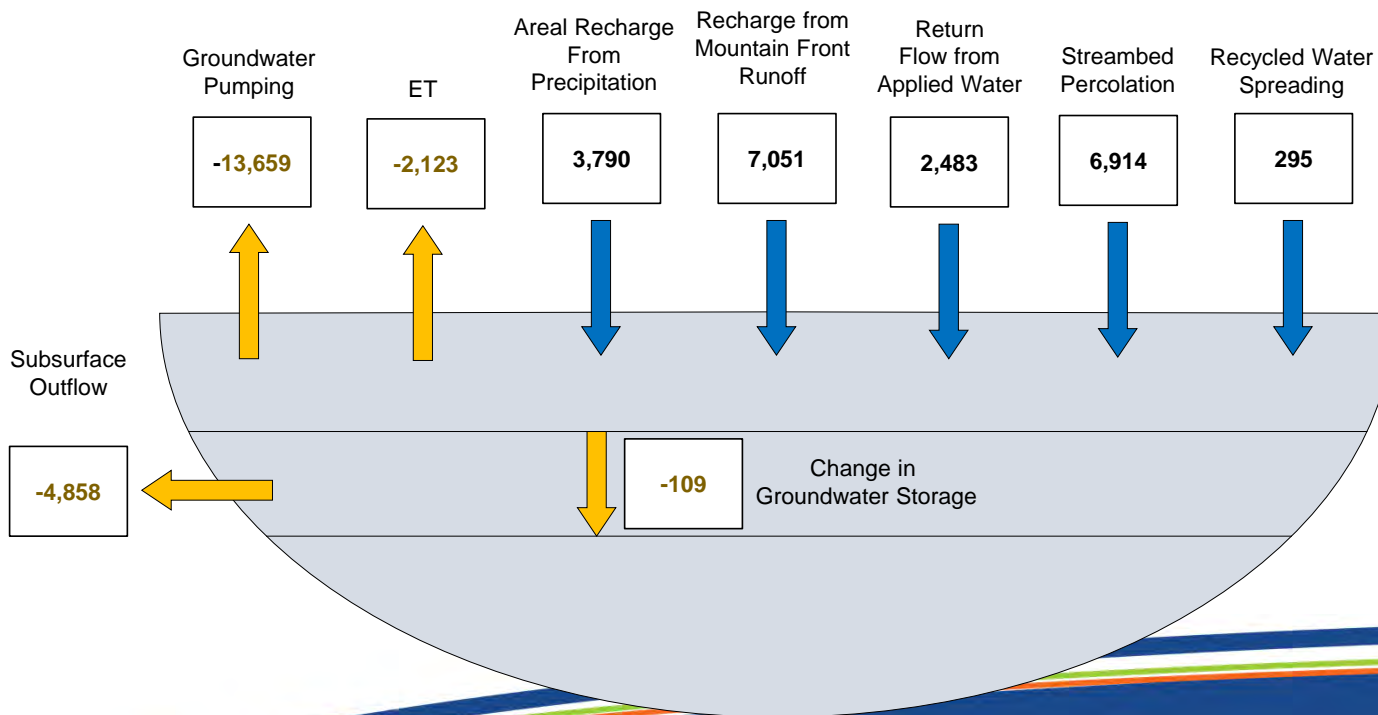 Groundwater
Pumping
ET
Areal Recharge
From
Precipitation
Recharge from
Mountain Front
Runoff
Return
Flow from
Applied Water
Streambed
Percolation
Recycled Water
Spreading
-13,659
-2,123
3,790
7,051
2,483
6,914
295
Subsurface
Outflow
-4,858
-109
Change in
Groundwater Storage